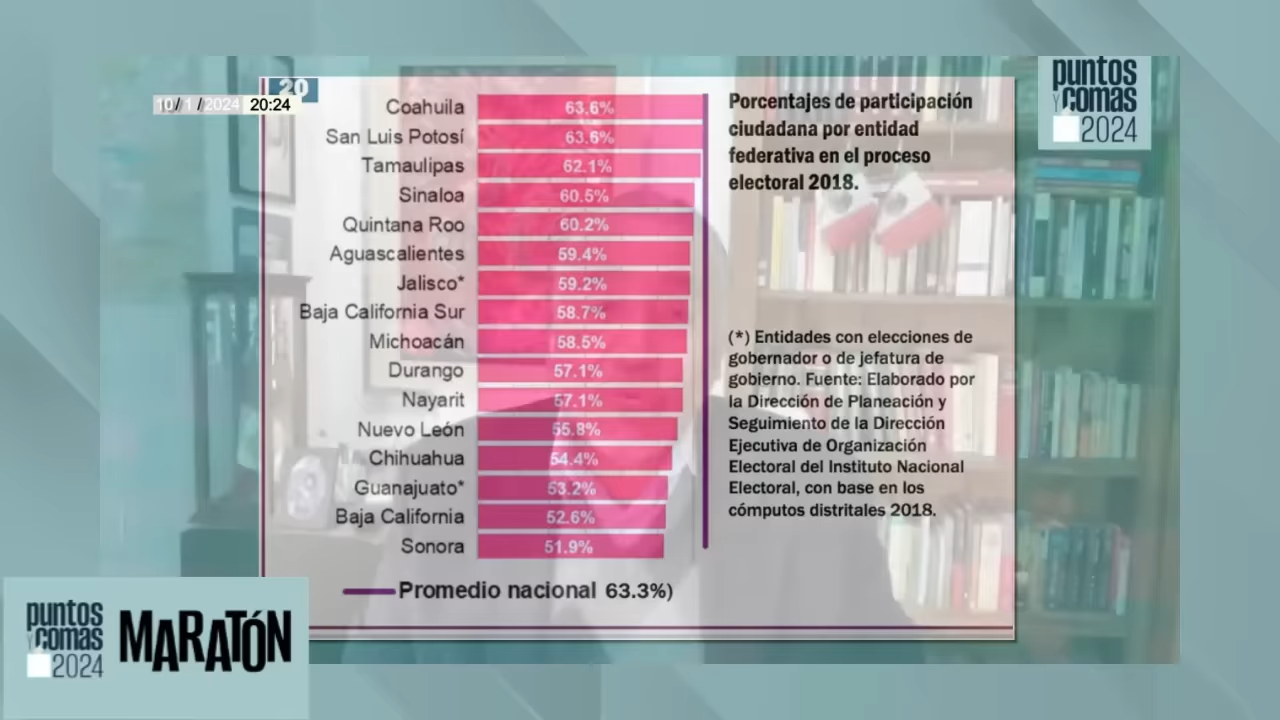 20
10/ 1 /2024 20:24
Coahuila 63.6%
San Luis Potosí 63.6%
Tamaulipas 62.1%
Sinaloa 60.5%
Quintana Roo 60.2%
Aguascalientes 59.4%
Jalisco* 59.2%
Baja California Sur 58.7%
Michoacán 58.5%
Durango 57.1%
Nayarit 57.1%
Nuevo León 55.8%
Chihuahua 54.4%
Guanajuato* 53.2%
Baja California 52.6%
Sonora 51.9%
Promedio nacional 63.3%)
Porcentajes de participación
ciudadana por entidad
federativa en el proceso
electoral 2018.
(*) Entidades con elecciones de
gobernador o de jefatura de
gobierno. Fuente: Elaborado por
la Dirección de Planeación y
Seguimiento de la Dirección
Ejecutiva de Organización
Electoral del Instituto Nacional
Electoral, con base en los
cómputos distritales 2018.
puntos
y comas
2024
puntos
y comas
2024
MARATÓN